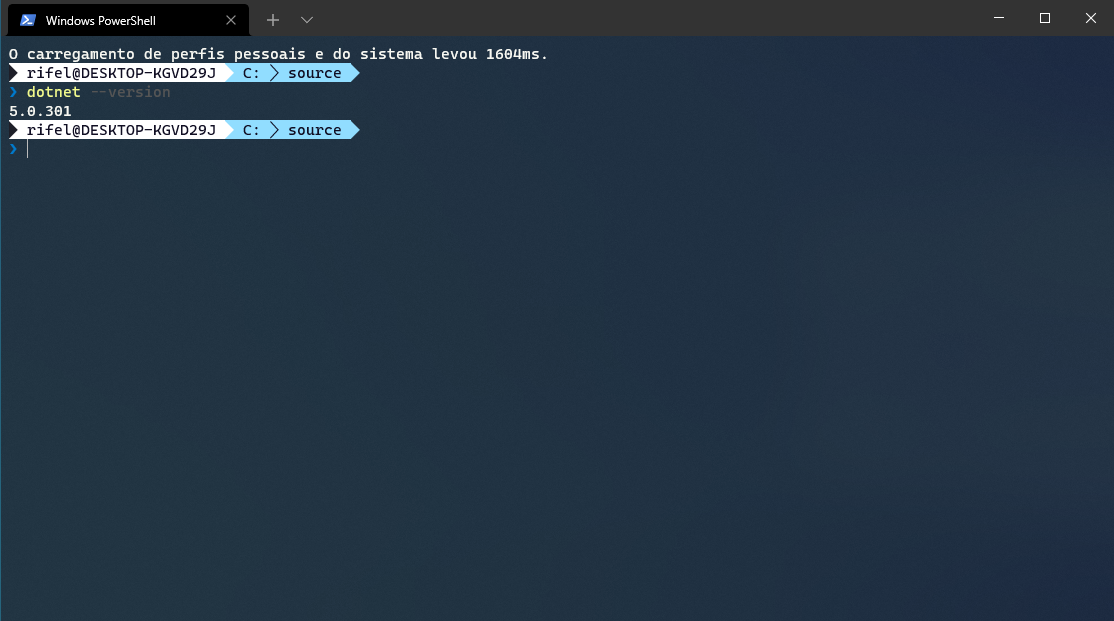 Windows PowerShell
O carregamento de perfis pessoais e do sistema levou 1604ms.
rifel@DESKTOP-KGVD29J C: source
❯ dotnet --version
5.0.301
rifel@DESKTOP-KGVD29J C: source
❯